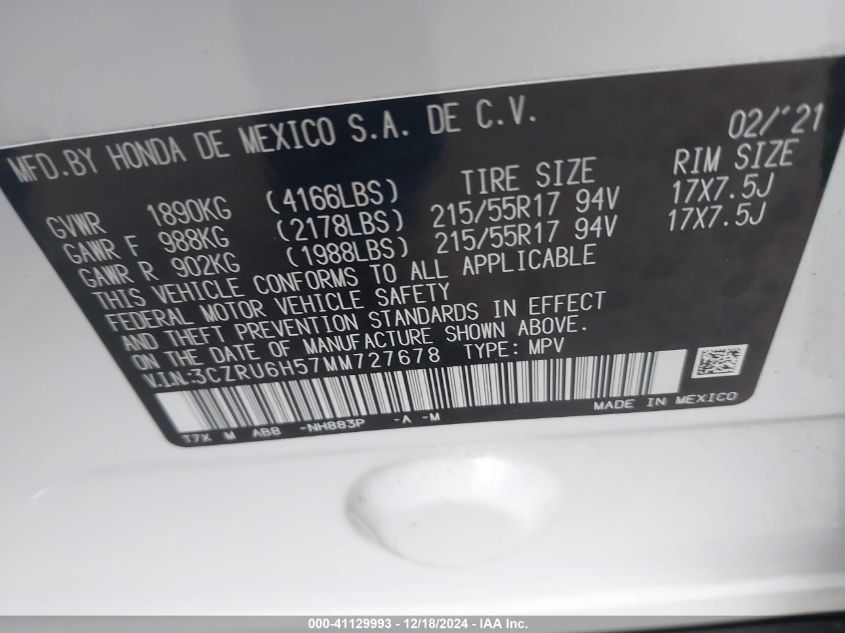 MFD.BY HONDA DE MEXICO S.A. DE C.V. 02/'21
GVWR 1890KG (4166LBS) TIRE SIZE RIM SIZE
GAWR F 988KG (2178LBS) 215/55R17 94V 17X7.5J
GAWR R 902KG (1988LBS) 215/55R17 94V 17X7.5J
THIS VEHICLE CONFORMS TO ALL APPLICABLE
FEDERAL MOTOR VEHICLE SAFETY
AND THEFT PREVENTION STANDARDS IN EFFECT
ON THE DATE OF MANUFACTURE SHOWN ABOVE.
V.I.N:3CZRU6H57MM727678 TYPE: MPV
T7X M AB8 -NH883P -A -M MADE IN MEXICO
000-41129993 - 12/18/2024 - IAA Inc.